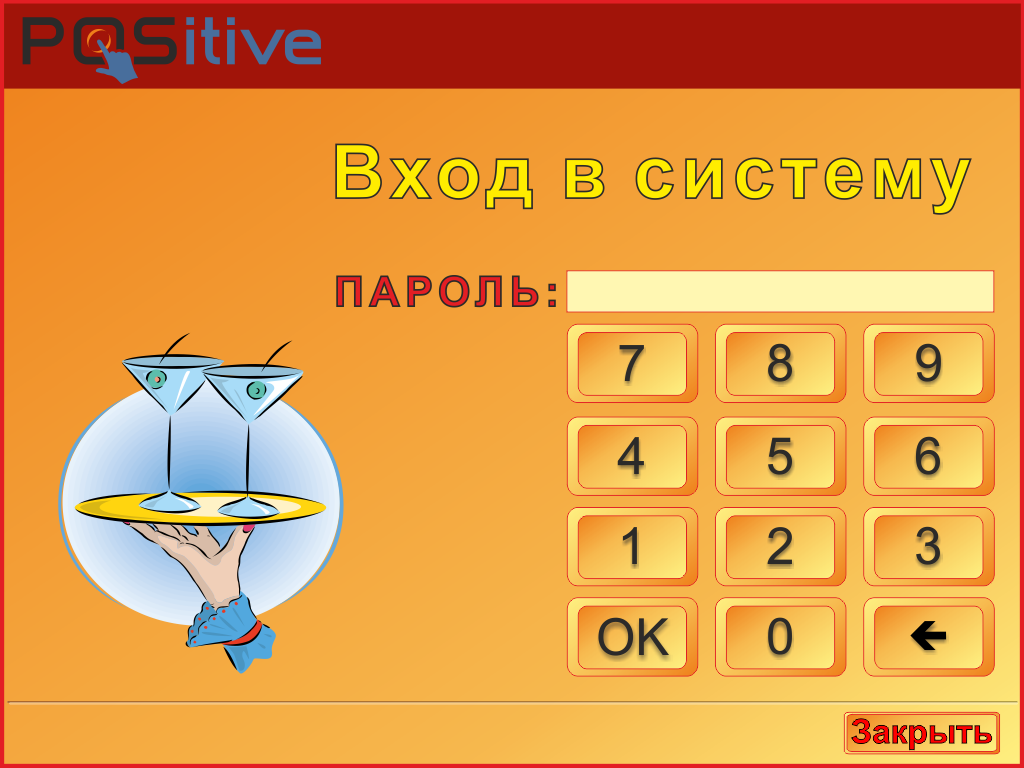 POSitive
Вход в систему
ПАРОЛЬ:
7 8 9
4 5 6
1 2 3
OK 0 🡰
Закрыть